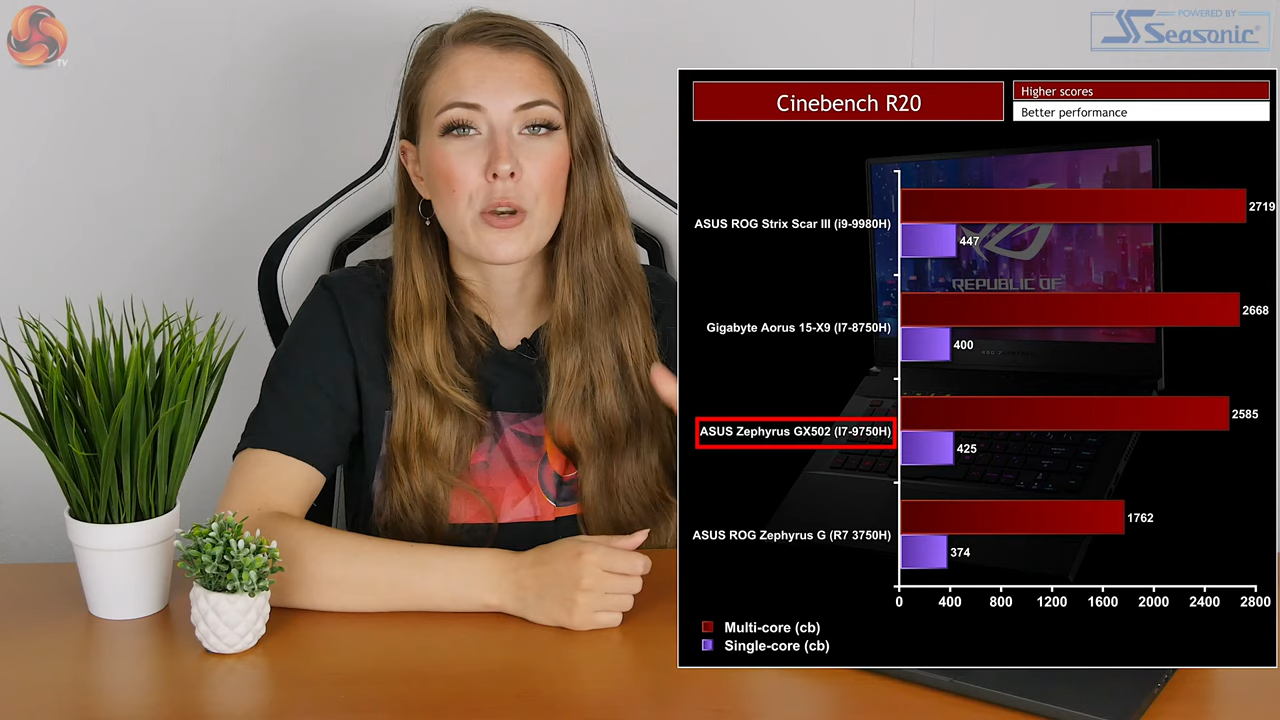 TV
POWERED BY
Seasonic
Cinebench R20
Higher scores
Better performance
ASUS ROG Strix Scar III (i9-9980H)
2719
447
REPUBLIC OF
Gigabyte Aorus 15-X9 (I7-8750H)
2668
400
ASUS Zephyrus GX502 (I7-9750H)
2585
425
ASUS ROG Zephyrus G (R7 3750H)
1762
374
0 400 800 1200 1600 2000 2400 2800
Multi-core (cb)
Single-core (cb)